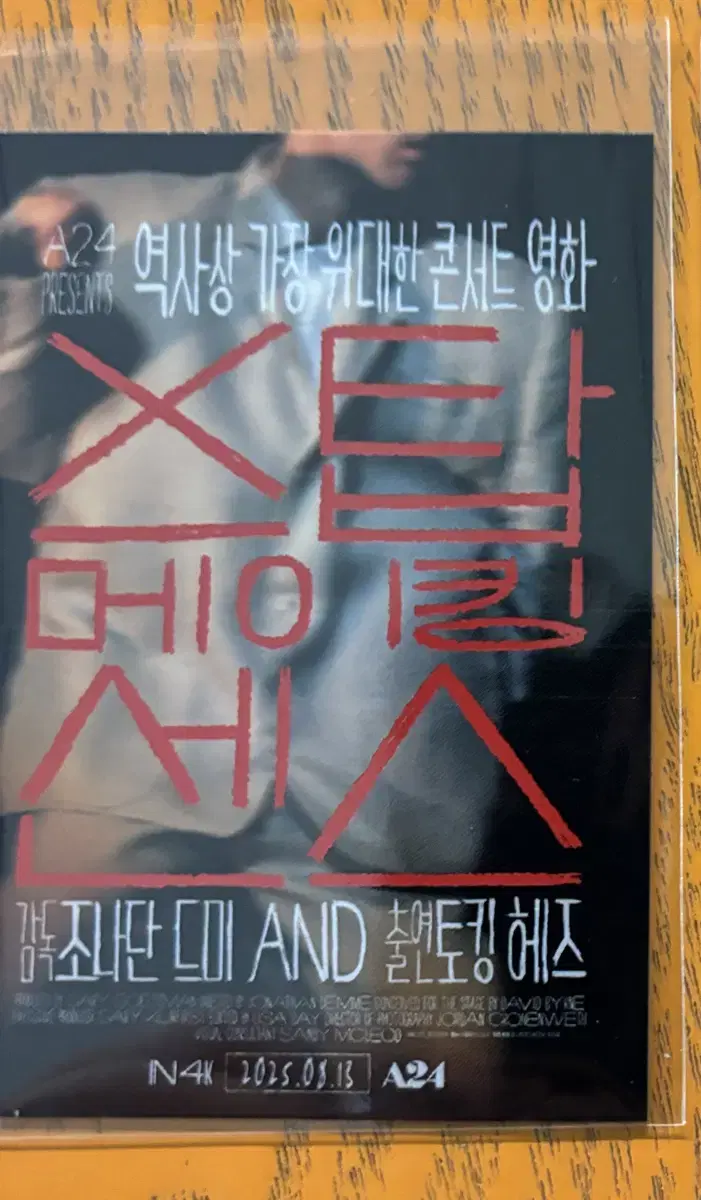 A24
PRESENTS
역사상 가장 위대한 콘서트 영화
스탑
메이킹
센스
감독 조나단 드미 AND 출연 토킹 헤즈
IN 4K 2025.08.13 A24